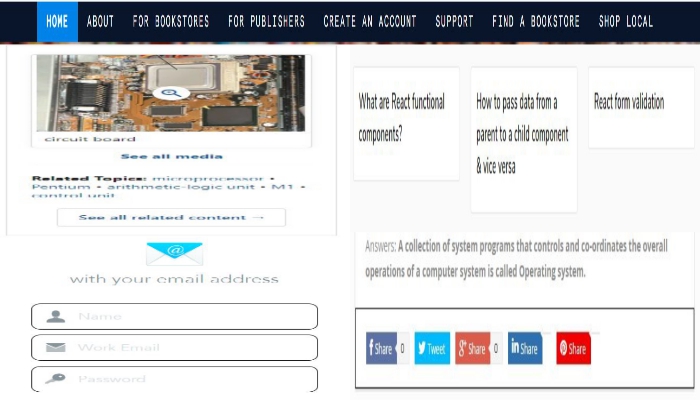 HOME ABOUT FOR BOOKSTORES FOR PUBLISHERS CREATE AN ACCOUNT SUPPORT FIND A BOOKSTORE SHOP LOCAL
circuit board
See all media
Related Topics: microprocessor •
Pentium • arithmetic-logic unit • M1 •
control unit
See all related content →
@
with your email address
Name
Work Email
Password
What are React functional
components?
How to pass data from a
parent to a child component
& vice versa
React form validation
Answers: A collection of system programs that controls and co-ordinates the overall
operations of a computer system is called Operating system.
f Share 0 Tweet g+ Share 0 in Share Share